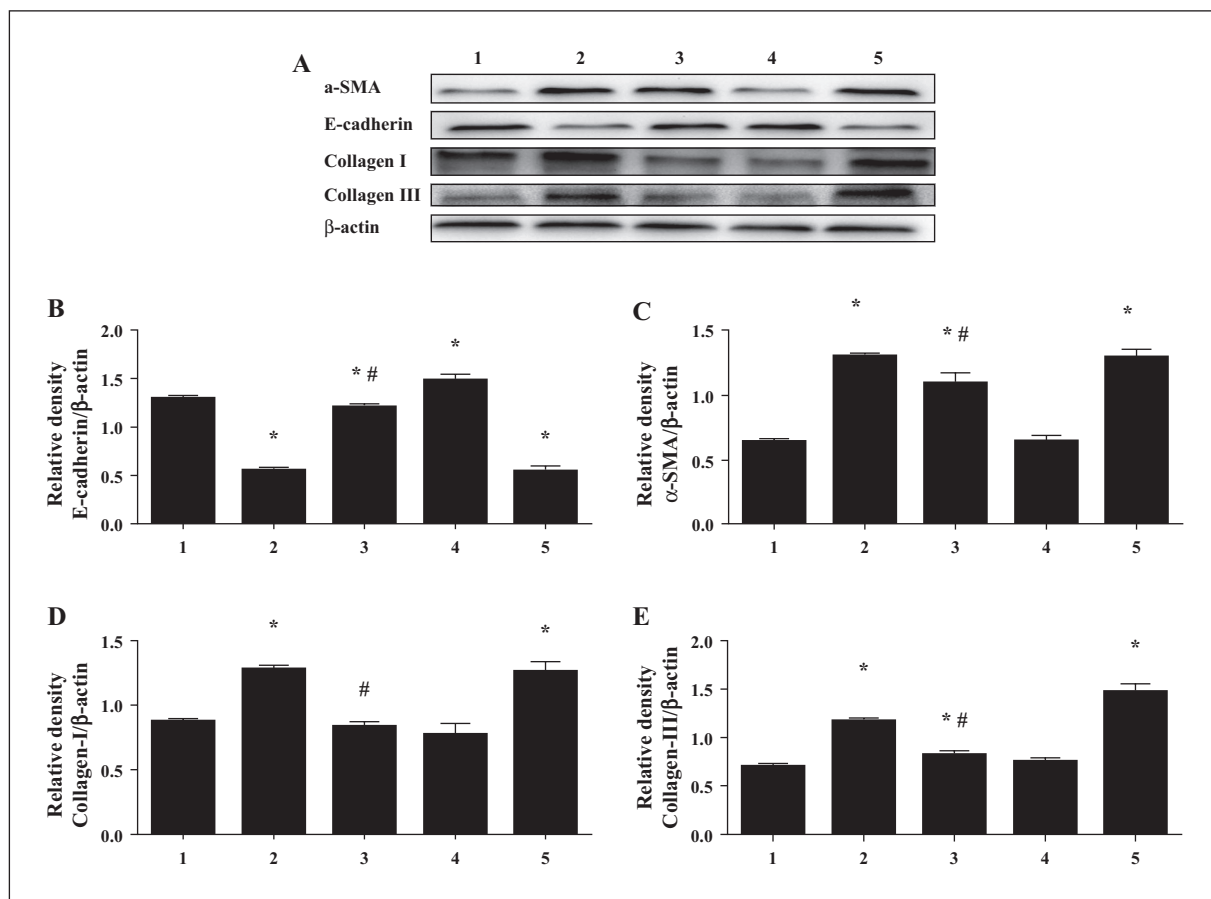 A
1 2 3 4 5
a-SMA
E-cadherin
Collagen I
Collagen III
β-actin
B
Relative density
E-cadherin/β-actin
2.0
1.5
1.0
0.5
0.0
*
* #
*
*
1 2 3 4 5
C
Relative density
α-SMA/β-actin
1.5
1.0
0.5
0.0
*
* #
*
1 2 3 4 5
D
Relative density
Collagen-I/β-actin
1.5
1.0
0.5
0.0
*
#
*
1 2 3 4 5
E
Relative density
Collagen-III/β-actin
2.0
1.5
1.0
0.5
0.0
*
* #
*
1 2 3 4 5